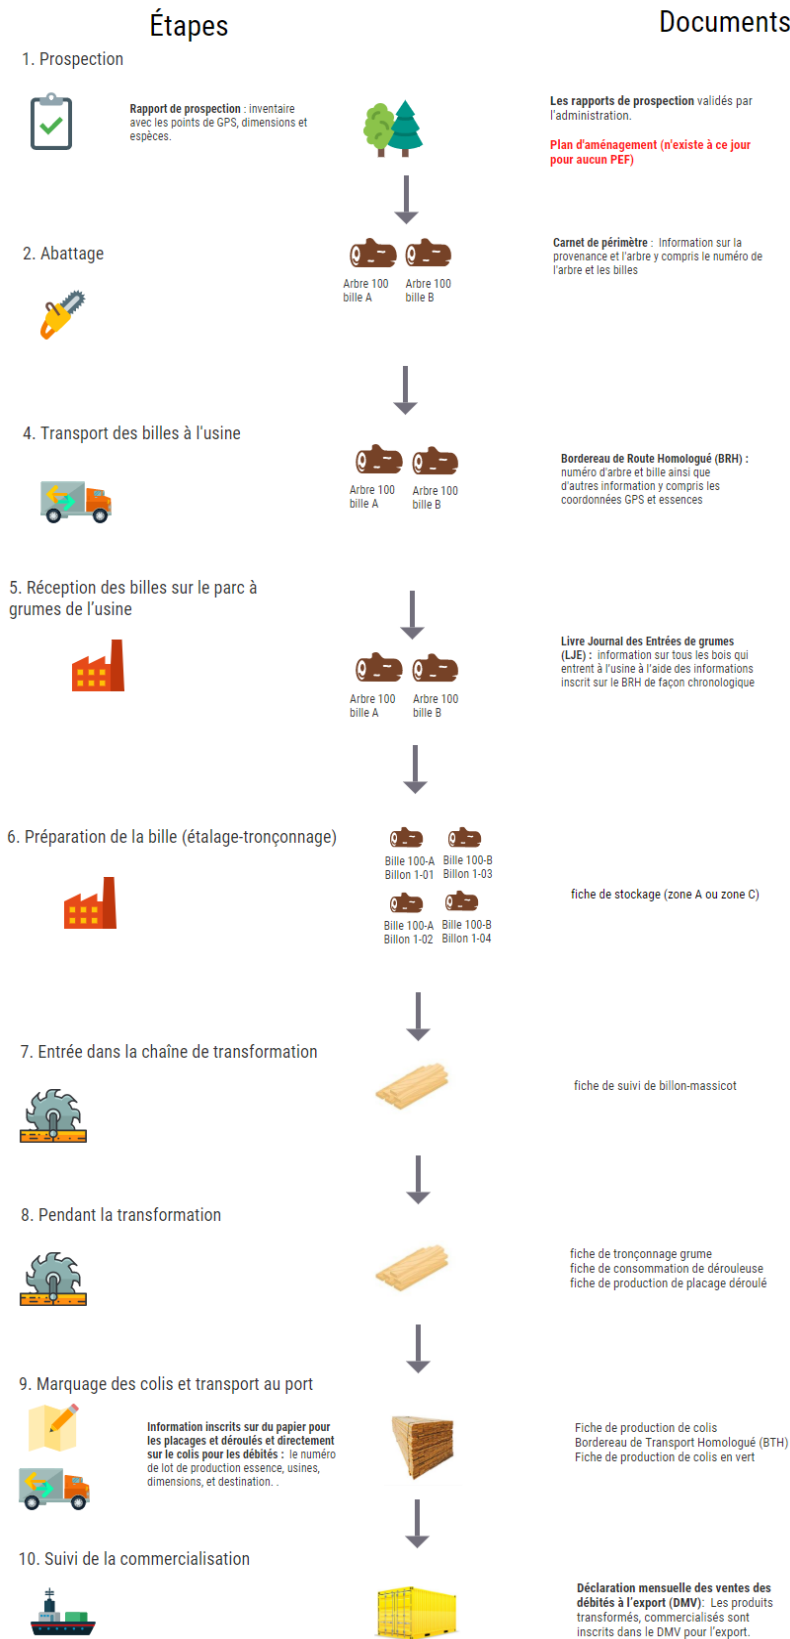 Étapes
Documents
1. Prospection
Rapport de prospection : inventaire
avec les points de GPS, dimensions et
espèces.
Les rapports de prospection validés par
l'administration.
Plan d'aménagement (n'existe à ce jour
pour aucun PEF)
2. Abattage
Arbre 100
bille A
Arbre 100
bille B
Carnet de périmètre : Information sur la
provenance et l'arbre y compris le numéro de
l'arbre et les billes
4. Transport des billes à l'usine
Arbre 100
bille A
Arbre 100
bille B
Bordereau de Route Homologué (BRH) :
numéro d'arbre et bille ainsi que
d'autres information y compris les
coordonnées GPS et essences
5. Réception des billes sur le parc à
grumes de l'usine
Arbre 100
bille A
Arbre 100
bille B
Livre Journal des Entrées de grumes
(LJE) : information sur tous les bois qui
entrent à l'usine à l'aide des informations
inscrit sur le BRH de façon chronologique
6. Préparation de la bille (étalage-tronçonnage)
Bille 100-A
Billon 1-01
Bille 100-B
Billon 1-03
Bille 100-A
Billon 1-02
Bille 100-B
Billon 1-04
fiche de stockage (zone A ou zone C)
7. Entrée dans la chaîne de transformation
fiche de suivi de billon-massicot
8. Pendant la transformation
fiche de tronçonnage grume
fiche de consommation de dérouleuse
fiche de production de placage déroulé
9. Marquage des colis et transport au port
Information inscrits sur du papier pour
les placages et déroulés et directement
sur le colis pour les débités : le numéro
de lot de production essence, usines,
dimensions, et destination. .
Fiche de production de colis
Bordereau de Transport Homologué (BTH)
Fiche de production de colis en vert
10. Suivi de la commercialisation
Déclaration mensuelle des ventes des
débités à l'export (DMV): Les produits
transformés, commercialisés sont
inscrits dans le DMV pour l'export.